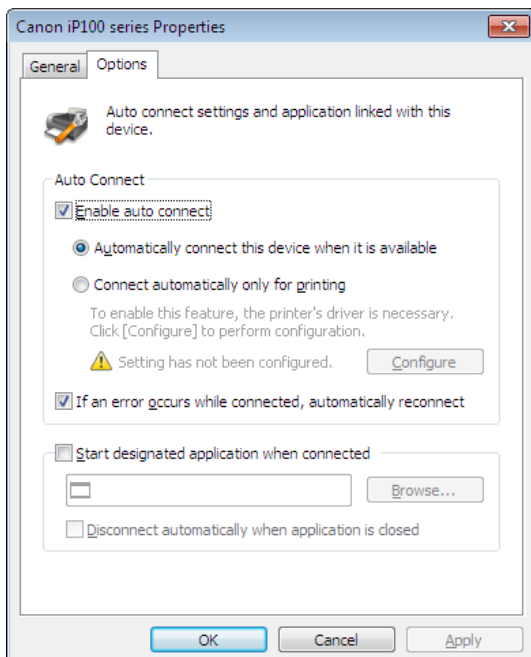 Canon iP100 series Properties
General
Options
Auto connect settings and application linked with this
device.
Auto Connect
Enable auto connect
Automatically connect this device when it is available
Connect automatically only for printing
To enable this feature, the printer's driver is necessary.
Click [Configure] to perform configuration.
Setting has not been configured.
Configure
If an error occurs while connected, automatically reconnect
Start designated application when connected
Browse...
Disconnect automatically when application is closed
OK
Cancel
Apply